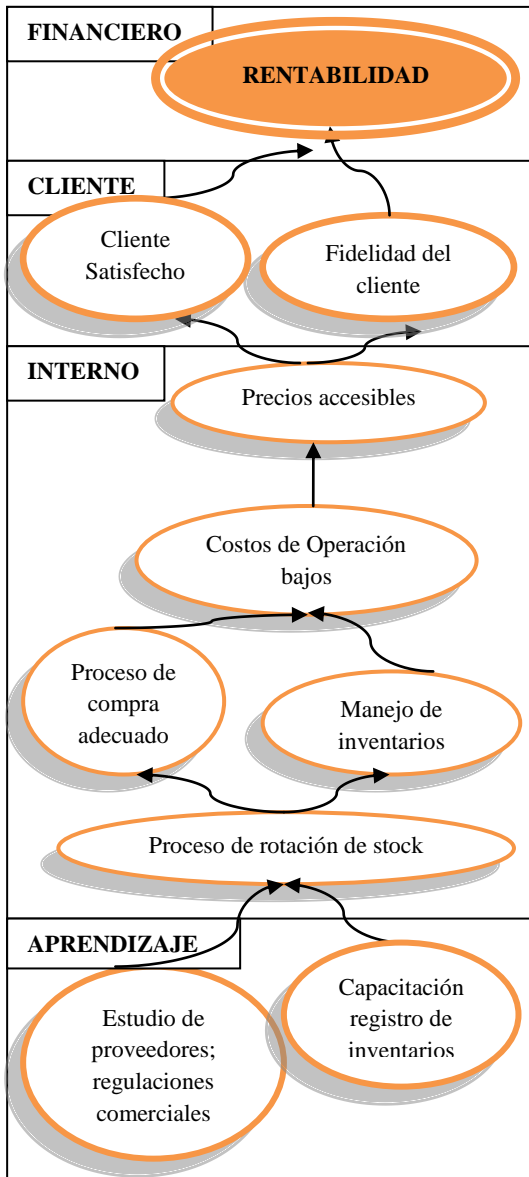 FINANCIERO
RENTABILIDAD
CLIENTE
Cliente
Satisfecho
Fidelidad del
cliente
INTERNO
Precios accesibles
Costos de Operación
bajos
Proceso de
compra
adecuado
Manejo de
inventarios
Proceso de rotación de stock
APRENDIZAJE
Estudio de
proveedores;
regulaciones
comerciales
Capacitación
registro de
inventarios